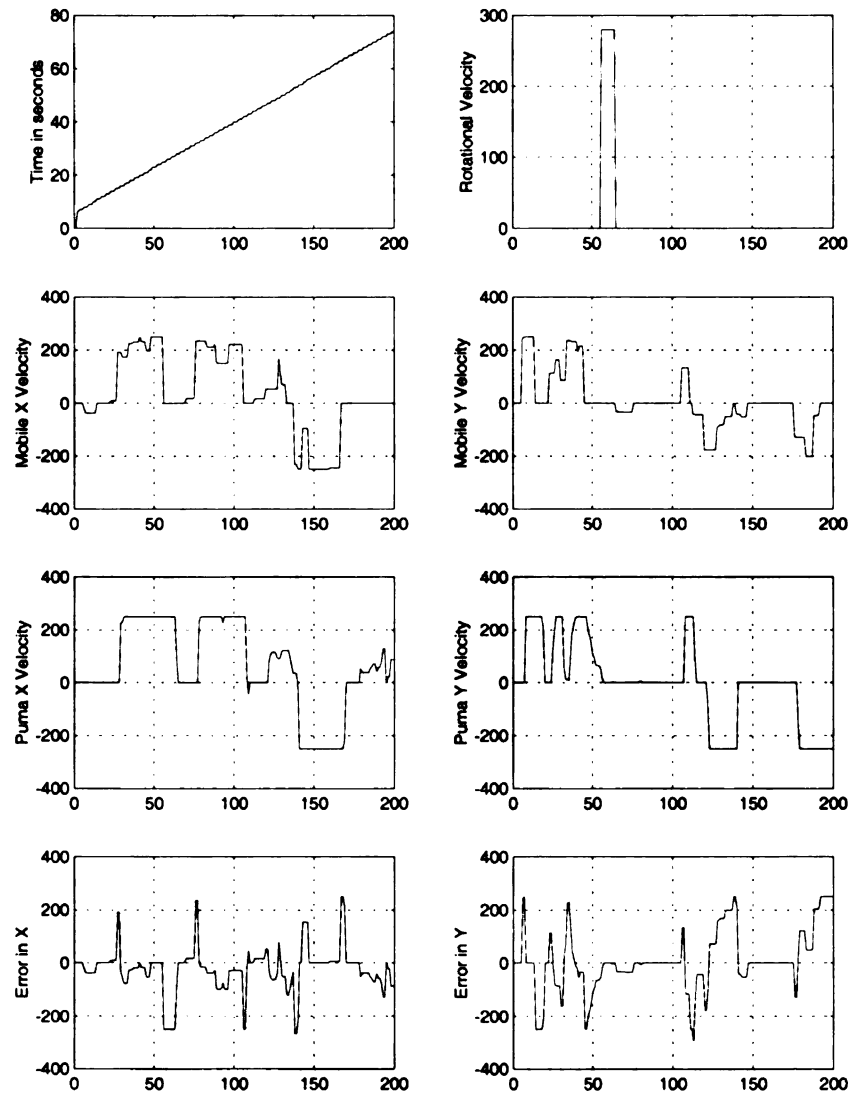 Time in seconds
80
60
40
20
0
0 50 100 150 200
Rotational Velocity
300
200
100
0
0 50 100 150 200
Mobile X Velocity
400
200
0
-200
-400
0 50 100 150 200
Mobile Y Velocity
400
200
0
-200
-400
0 50 100 150 200
Puma X Velocity
400
200
0
-200
-400
0 50 100 150 200
Puma Y Velocity
400
200
0
-200
-400
0 50 100 150 200
Error in X
400
200
0
-200
-400
0 50 100 150 200
Error in Y
400
200
0
-200
-400
0 50 100 150 200